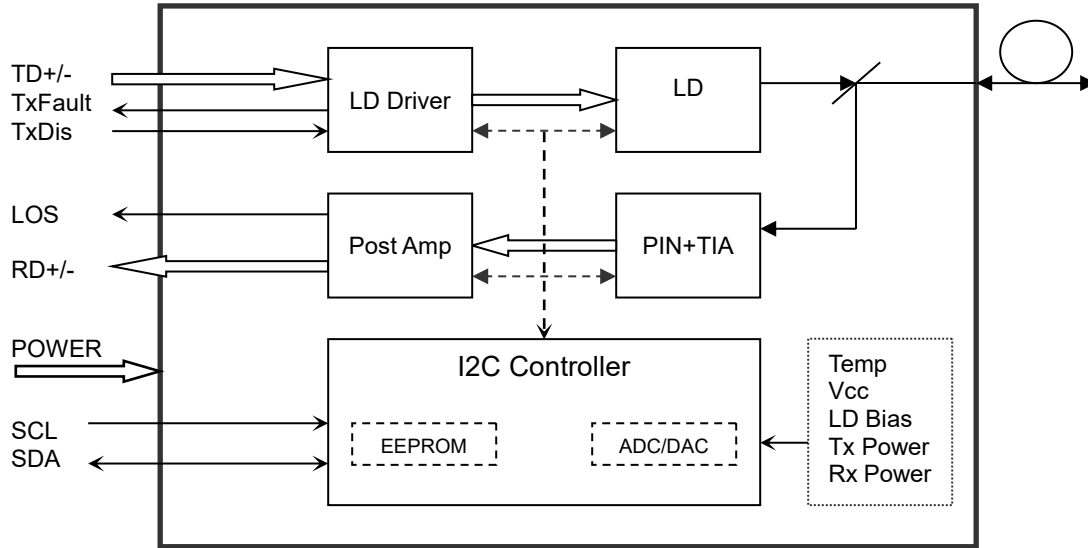 TD+/-
TxFault
TxDis
LD Driver
LD
LOS
RD+/-
Post Amp
PIN+TIA
POWER
SCL
SDA
I2C Controller
EEPROM
ADC/DAC
Temp
Vcc
LD Bias
Tx Power
Rx Power